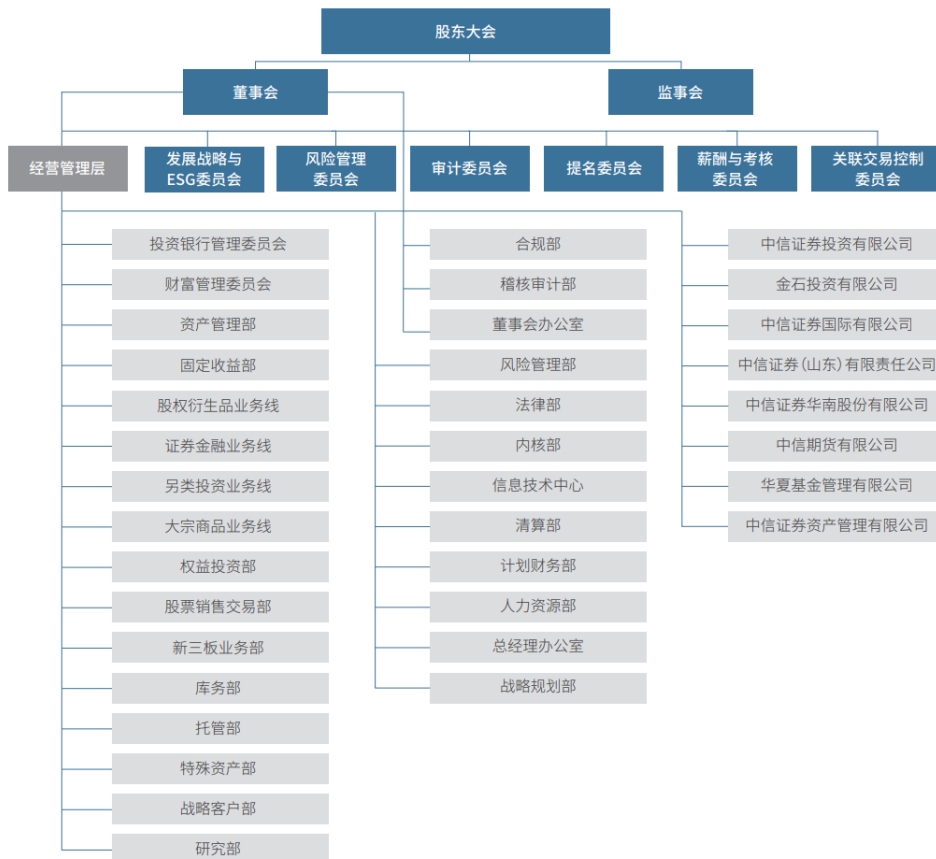 股东大会
董事会
监事会
经营管理层
发展战略与
ESG委员会
风险管理
委员会
审计委员会
提名委员会
薪酬与考核
委员会
关联交易控制
委员会
投资银行管理委员会
财富管理委员会
资产管理部
固定收益部
股权衍生品业务线
证券金融业务线
另类投资业务线
大宗商品业务线
权益投资部
股票销售交易部
新三板业务部
库务部
托管部
特殊资产部
战略客户部
研究部
合规部
稽核审计部
董事会办公室
风险管理部
法律部
内核部
信息技术中心
清算部
计划财务部
人力资源部
总经理办公室
战略规划部
中信证券投资有限公司
金石投资有限公司
中信证券国际有限公司
中信证券(山东)有限责任公司
中信证券华南股份有限公司
中信期货有限公司
华夏基金管理有限公司
中信证券资产管理有限公司